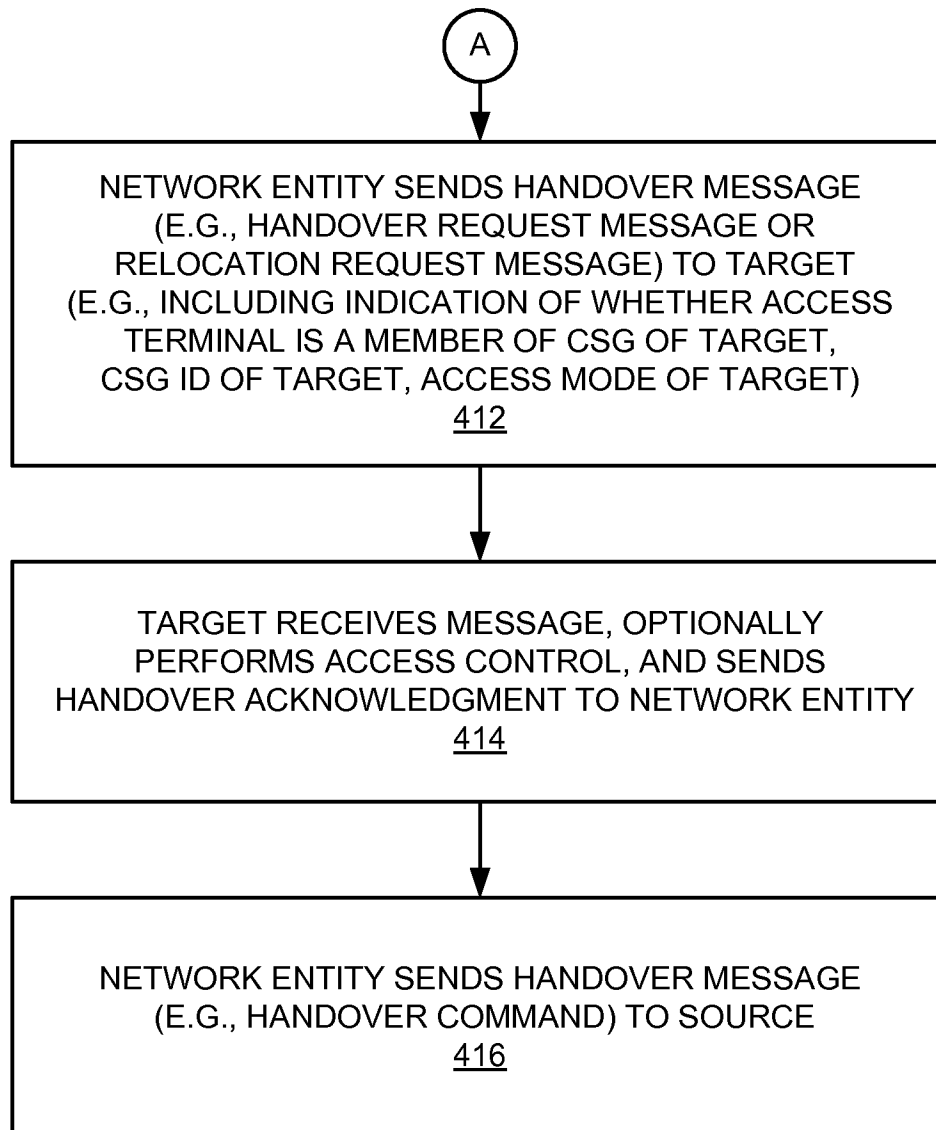 A
NETWORK ENTITY SENDS HANDOVER MESSAGE
(E.G., HANDOVER REQUEST MESSAGE OR
RELOCATION REQUEST MESSAGE) TO TARGET
(E.G., INCLUDING INDICATION OF WHETHER ACCESS
TERMINAL IS A MEMBER OF CSG OF TARGET,
CSG ID OF TARGET, ACCESS MODE OF TARGET)
412
TARGET RECEIVES MESSAGE, OPTIONALLY
PERFORMS ACCESS CONTROL, AND SENDS
HANDOVER ACKNOWLEDGMENT TO NETWORK ENTITY
414
NETWORK ENTITY SENDS HANDOVER MESSAGE
(E.G., HANDOVER COMMAND) TO SOURCE
416